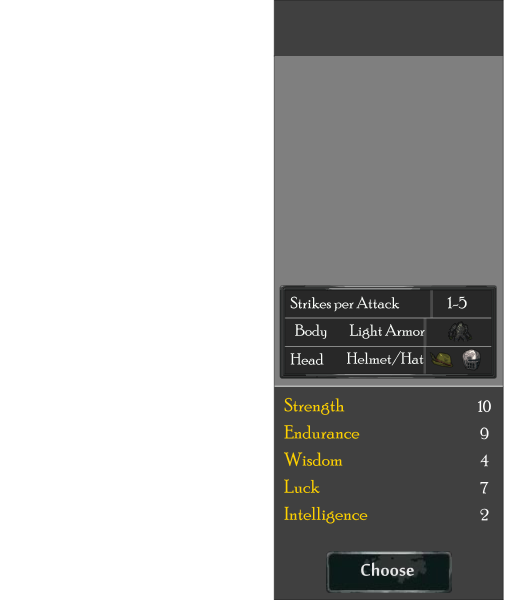 Strikes per Attack 1-5
Body Light Armor
Head Helmet/Hat
Strength 10
Endurance 9
Wisdom 4
Luck 7
Intelligence 2
Choose